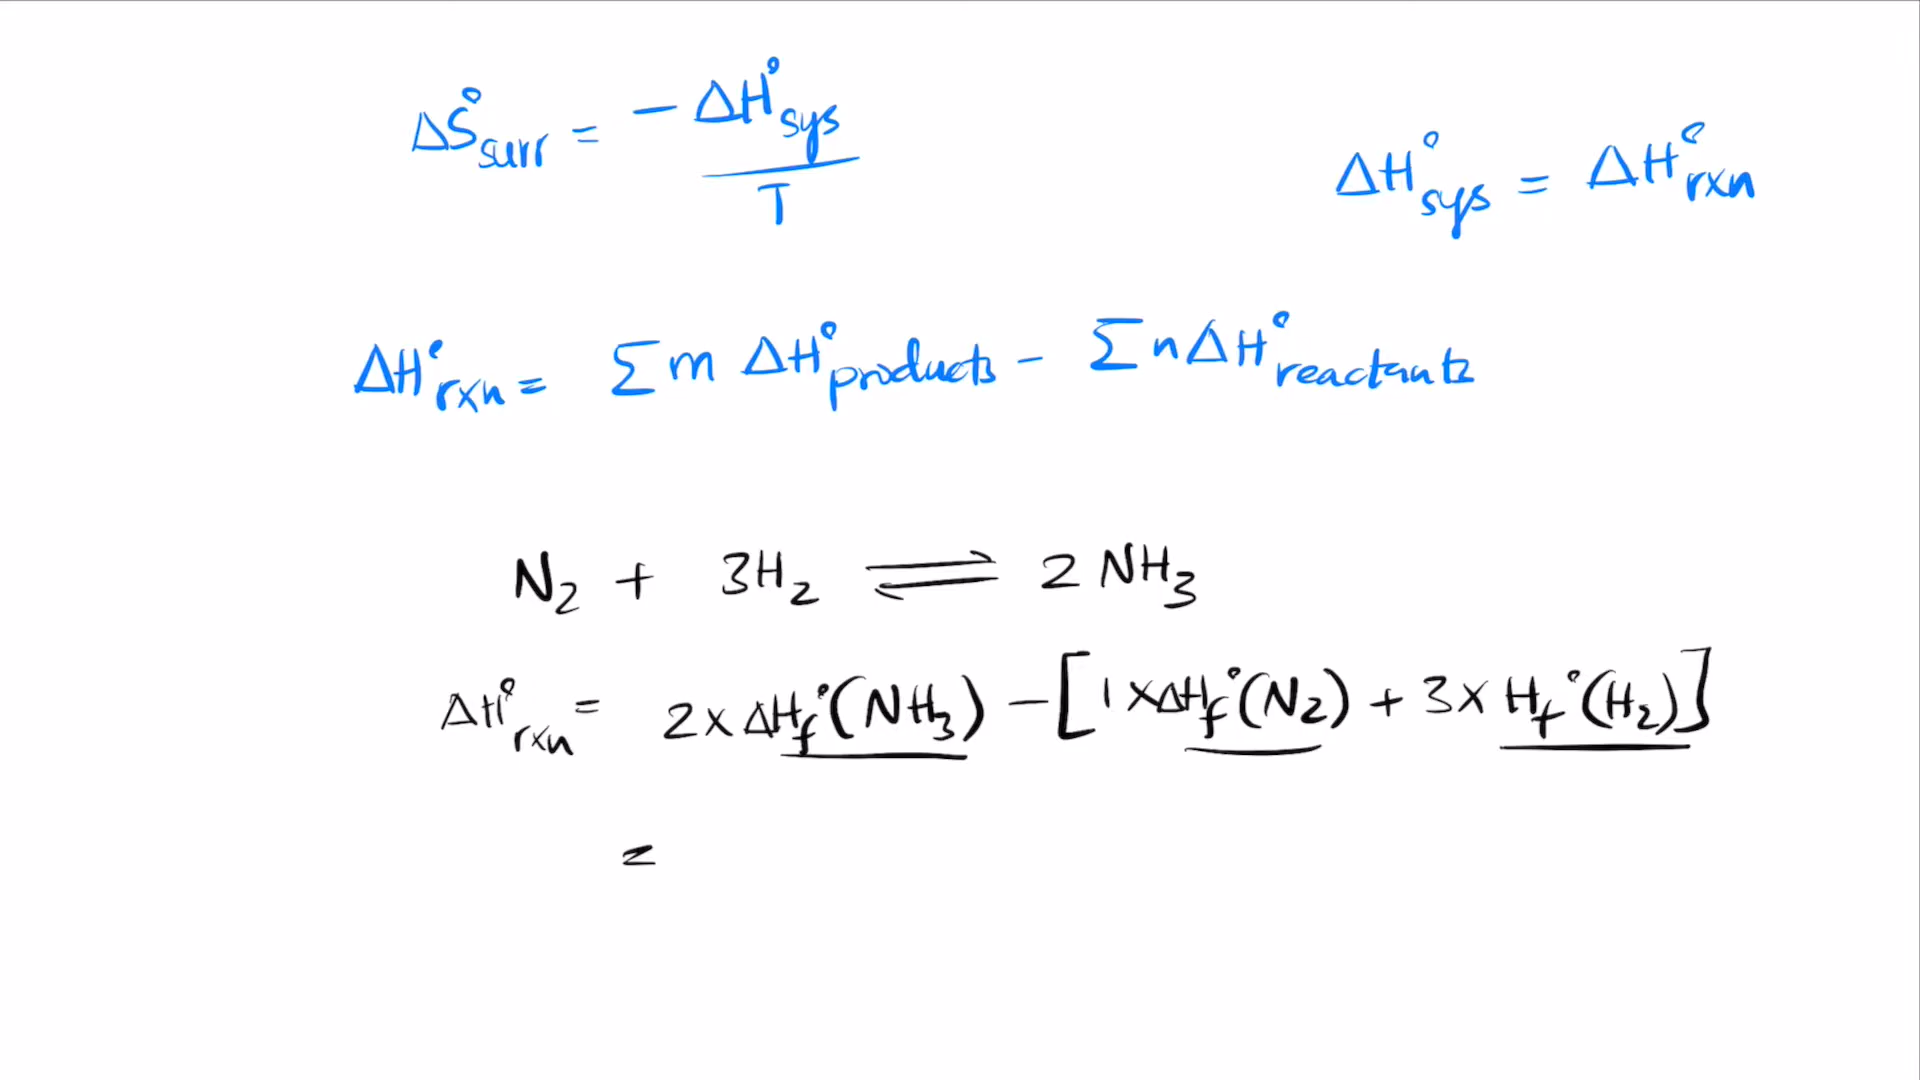 ΔS°surr = -ΔH°sys / T
ΔH°sys = ΔH°rxn
ΔH°rxn = Σm ΔH°products - Σn ΔH°reactants
N2 + 3H2 ⇌ 2 NH3
ΔH°rxn = 2 x ΔHf°(NH3) - [1 x ΔHf°(N2) + 3 x Hf°(H2)]
=